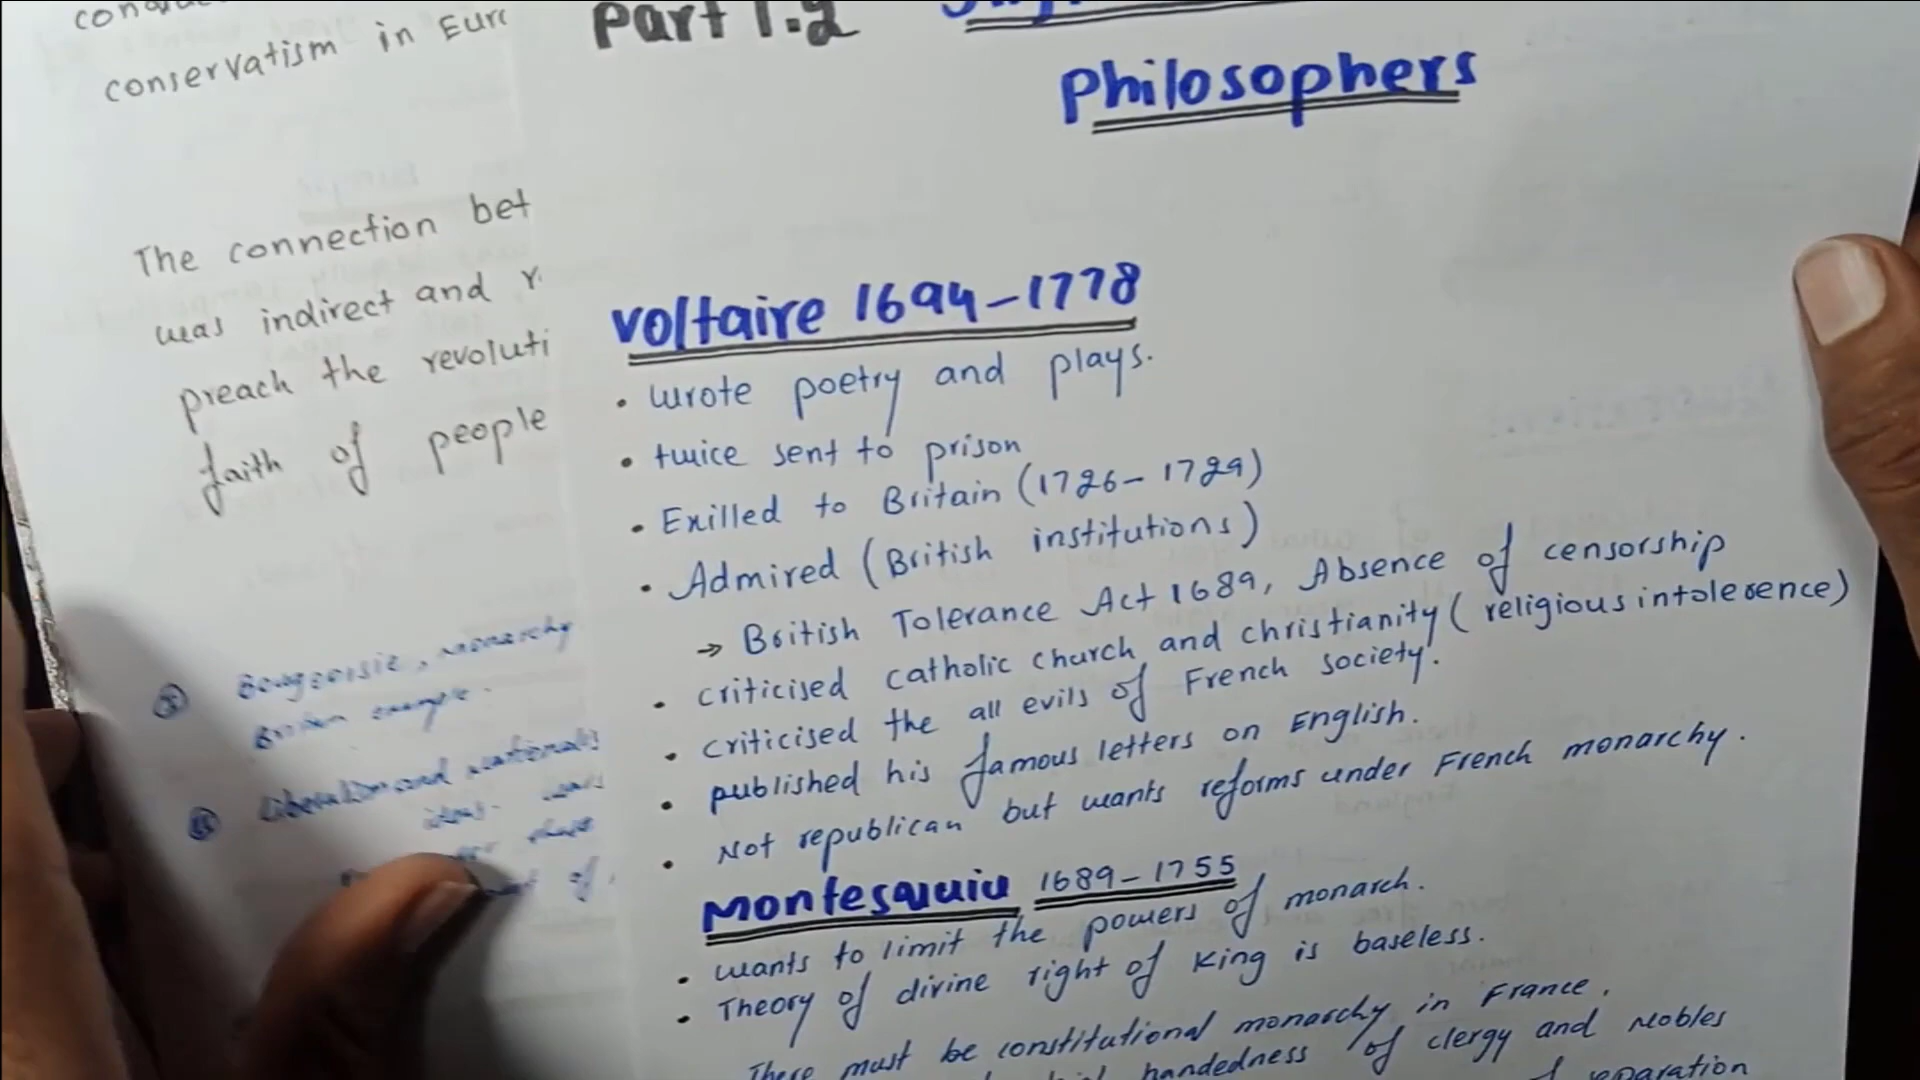 conservatism in Euro
The connection bet
was indirect and r
preach the revoluti
faith of people
Part 1.2
Philosophers
Voltaire 1694-1778
• Wrote poetry and plays.
• twice sent to prison
• Exilled to Britain (1726-1729)
• Admired (British institutions)
→ British Tolerance Act 1689, Absence of censorship
• criticised catholic church and christianity (religious intolerence)
• criticised the all evils of French society.
• published his famous letters on English.
• Not republican but wants reforms under French monarchy.
Montesquiu 1689-1755
• wants to limit the powers of monarch.
• Theory of divine right of King is baseless.
There must be constitutional monarchy in France.
handedness of clergy and Nobles